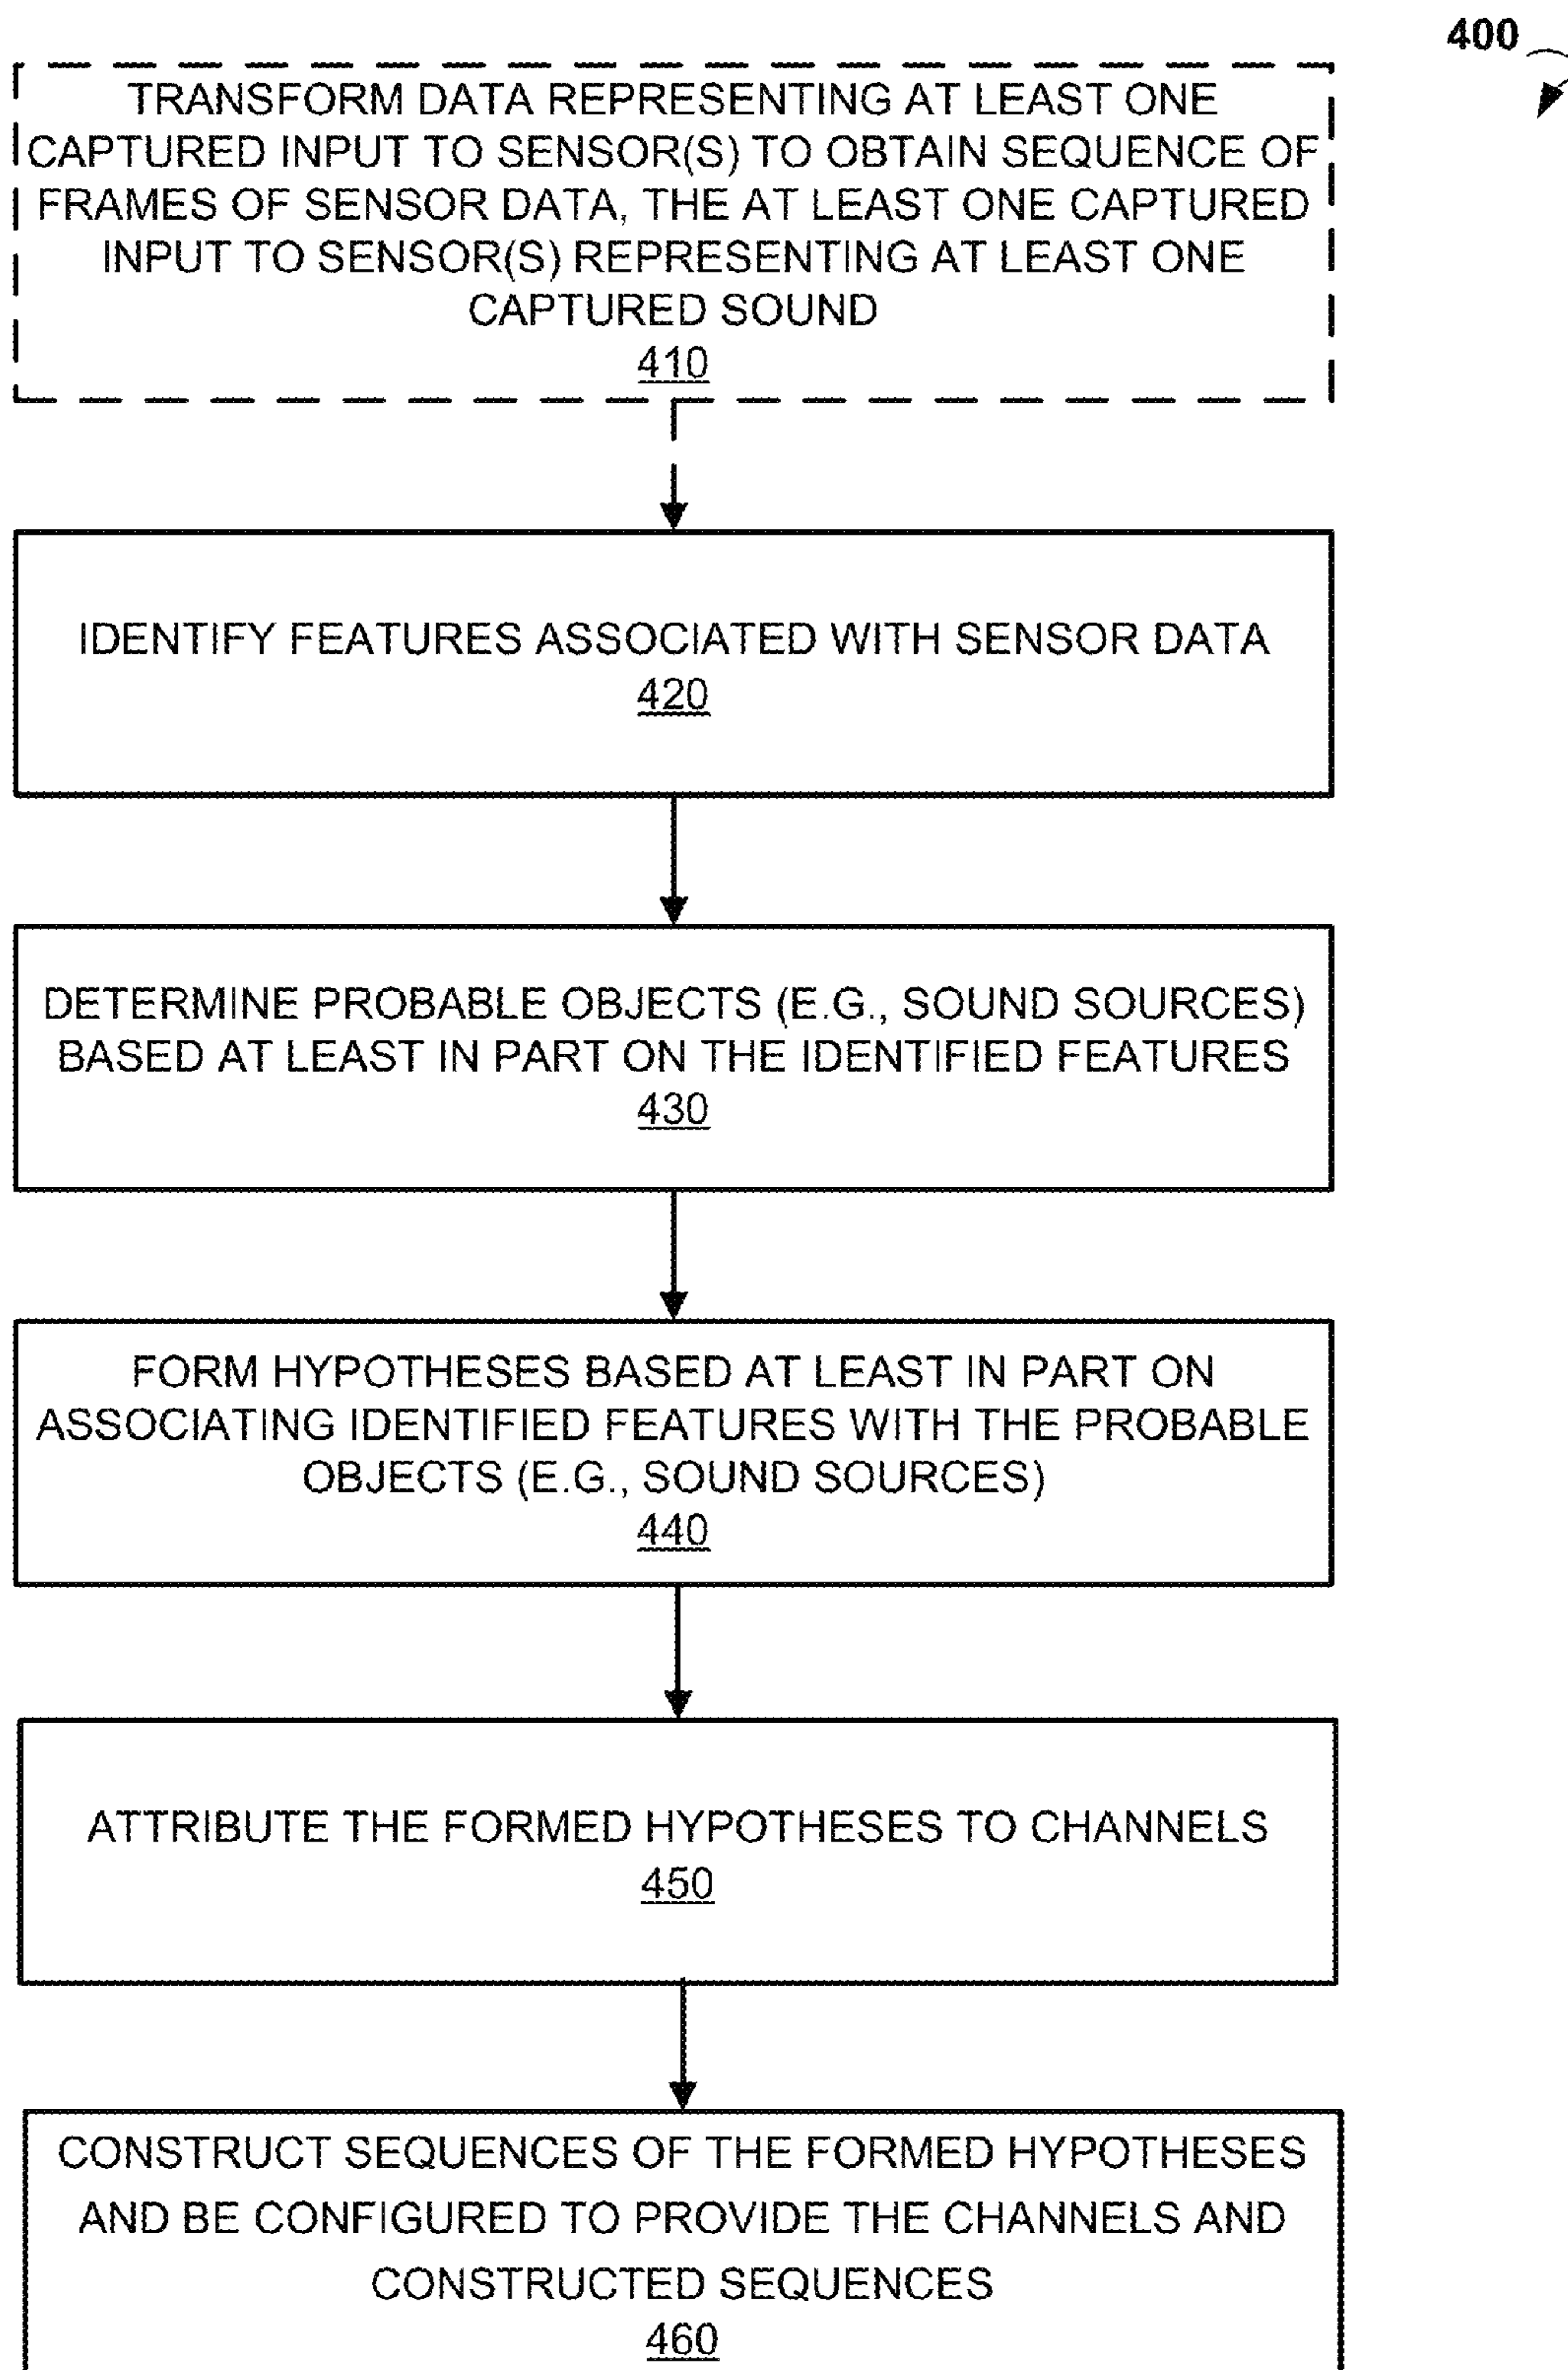 400
TRANSFORM DATA REPRESENTING AT LEAST ONE
CAPTURED INPUT TO SENSOR(S) TO OBTAIN SEQUENCE OF
FRAMES OF SENSOR DATA, THE AT LEAST ONE CAPTURED
INPUT TO SENSOR(S) REPRESENTING AT LEAST ONE
CAPTURED SOUND
410
IDENTIFY FEATURES ASSOCIATED WITH SENSOR DATA
420
DETERMINE PROBABLE OBJECTS (E.G., SOUND SOURCES)
BASED AT LEAST IN PART ON THE IDENTIFIED FEATURES
430
FORM HYPOTHESES BASED AT LEAST IN PART ON
ASSOCIATING IDENTIFIED FEATURES WITH THE PROBABLE
OBJECTS (E.G., SOUND SOURCES)
440
ATTRIBUTE THE FORMED HYPOTHESES TO CHANNELS
450
CONSTRUCT SEQUENCES OF THE FORMED HYPOTHESES
AND BE CONFIGURED TO PROVIDE THE CHANNELS AND
CONSTRUCTED SEQUENCES
460